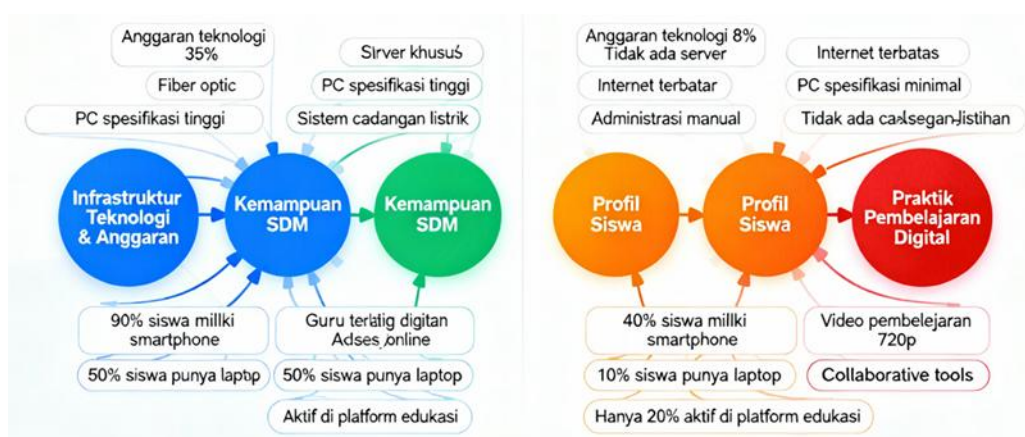 Anggaran teknologi
35%
Sirver khusus
Fiber optic
PC spesifikasi tinggi
PC spesifikasi tinggi
Sistem cadangan listrik
Infrastruktur
Teknologi
& Anggaran
Kemampuan
SDM
Kemampuan
SDM
90% siswa millki
smartphone
Guru digitan
online
50% siswa punya laptop
50% siswa punya laptop
Aktif di platform edukasi
Anggaran teknologi 8%
Tidak ada server
Internet terbatas
Internet terbatar
PC spesifikasi minimal
Administrasi manual
Tidak ada
Profil
Siswa
Profil
Siswa
Praktik
Pembelajaran
Digital
40% siswa millki
smartphone
Video pembelejaran
720p
10% siswa punya laptop
Collaborative tools
Hanya 20% aktif di platform edukasi